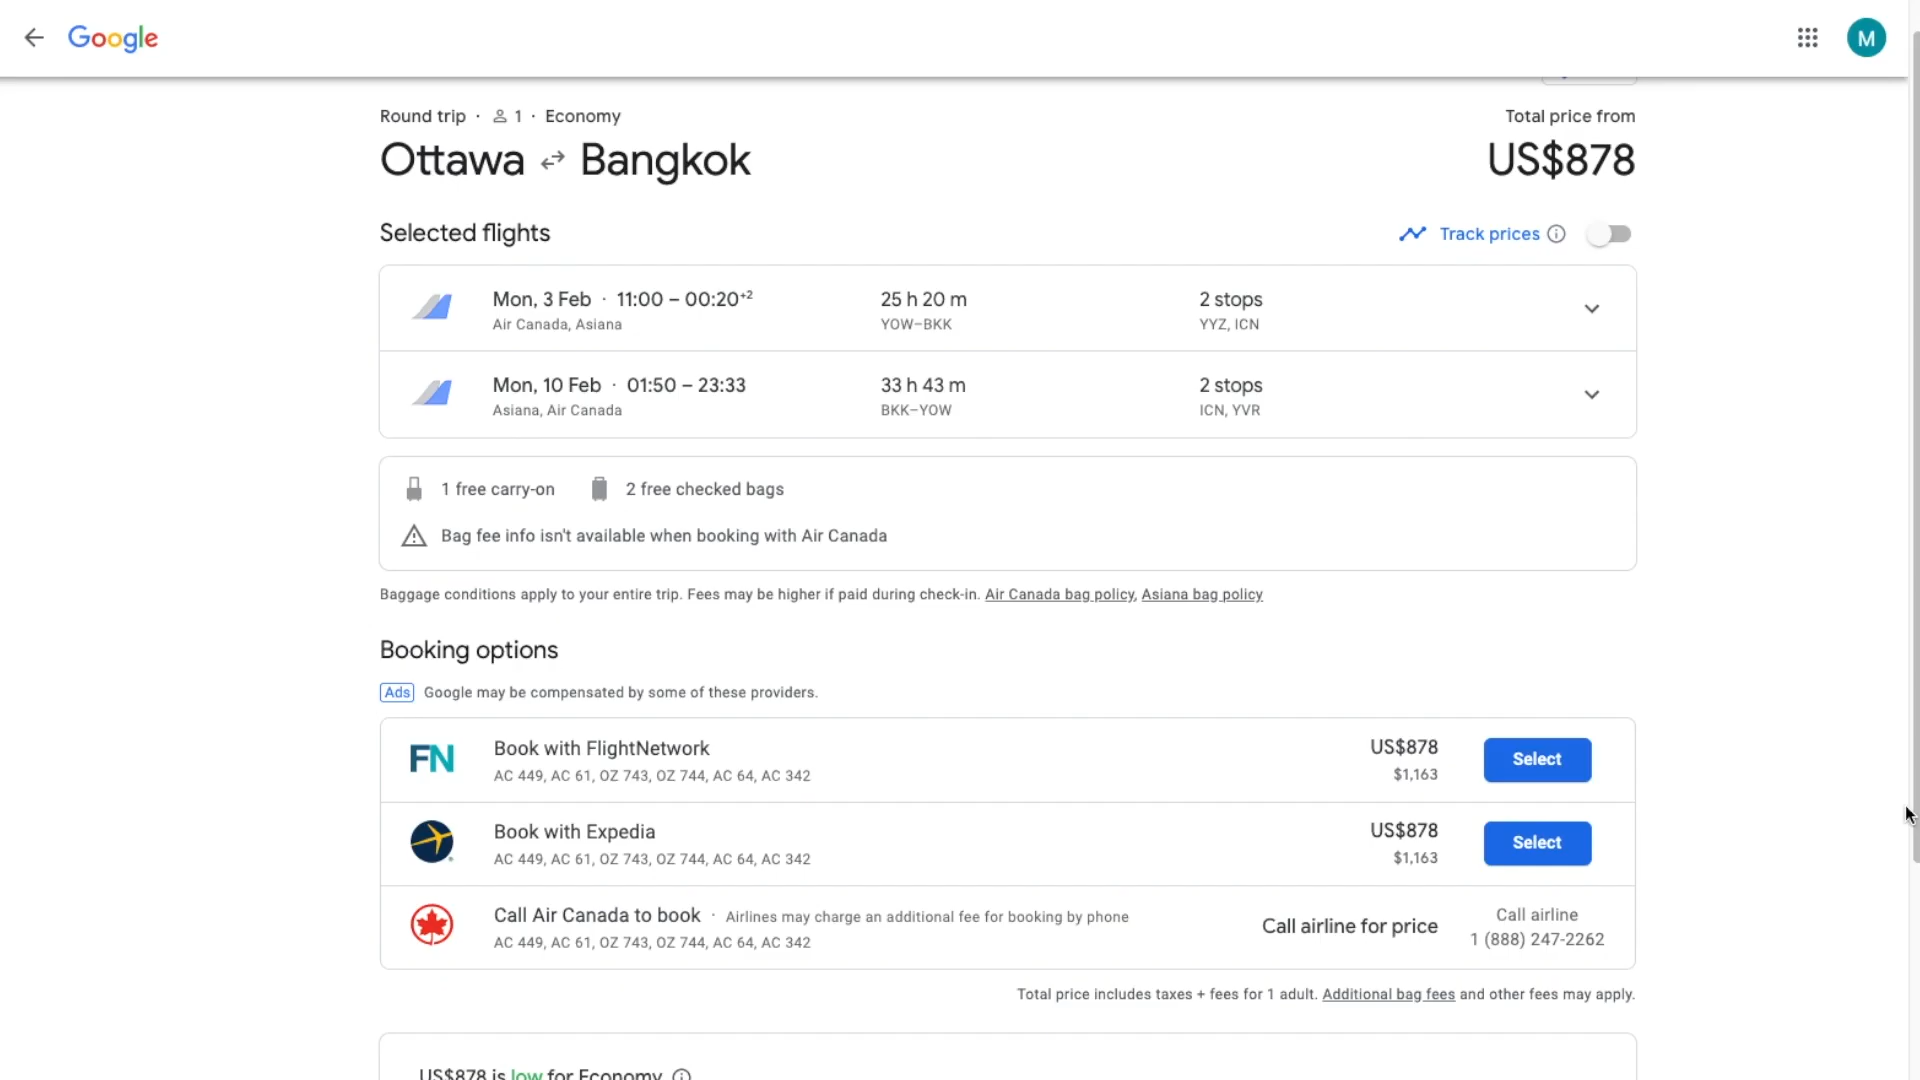 Google
M
Round trip · 1 · Economy
Total price from
Ottawa Bangkok
US$878
Selected flights
Track prices
Mon, 3 Feb · 11:00 – 00:20+2
25 h 20 m
2 stops
Air Canada, Asiana
YOW–BKK
YYZ, ICN
Mon, 10 Feb · 01:50 – 23:33
33 h 43 m
2 stops
Asiana, Air Canada
BKK–YOW
ICN, YVR
1 free carry-on
2 free checked bags
Bag fee info isn't available when booking with Air Canada
Baggage conditions apply to your entire trip. Fees may be higher if paid during check-in. Air Canada bag policy, Asiana bag policy
Booking options
Ads Google may be compensated by some of these providers.
FN
Book with FlightNetwork
AC 449, AC 61, OZ 743, OZ 744, AC 64, AC 342
US$878
$1,163
Select
Book with Expedia
AC 449, AC 61, OZ 743, OZ 744, AC 64, AC 342
US$878
$1,163
Select
Call Air Canada to book · Airlines may charge an additional fee for booking by phone
AC 449, AC 61, OZ 743, OZ 744, AC 64, AC 342
Call airline for price
Call airline
1 (888) 247-2262
Total price includes taxes + fees for 1 adult. Additional bag fees and other fees may apply.
US$878 is low for Economy